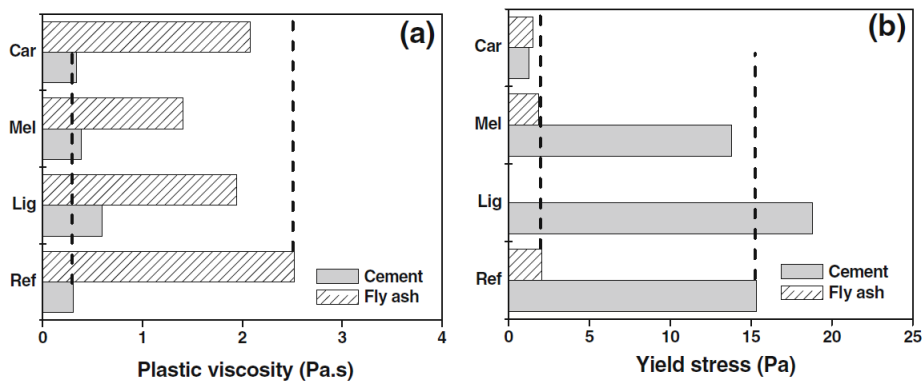 (a)
Car
Mel
Lig
Ref
Cement
Fly ash
0 1 2 3 4
Plastic viscosity (Pa.s)
(b)
Car
Mel
Lig
Ref
Cement
Fly ash
0 5 10 15 20 25
Yield stress (Pa)